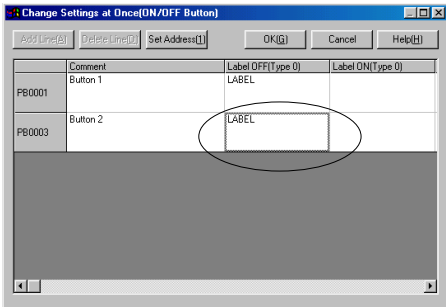 Change Settings at Once(ON/OFF Button)
Add Line(A) Delete Line(D) Set Address(1) OK(G) Cancel Help(H)
Comment Label OFF(Type 0) Label ON(Type 0)
PB0001 Button 1 LABEL
PB0003 Button 2 LABEL